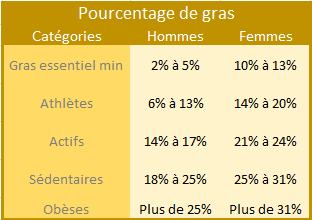 Pourcentage de gras
Catégories Hommes Femmes
Gras essentiel min 2% à 5% 10% à 13%
Athlètes 6% à 13% 14% à 20%
Actifs 14% à 17% 21% à 24%
Sédentaires 18% à 25% 25% à 31%
Obèses Plus de 25% Plus de 31%